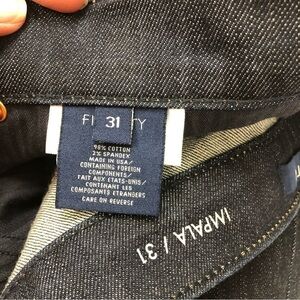 31
98% COTTON
2% SPANDEX
MADE IN USA/
CONTAINING FOREIGN
COMPONENTS/
FAIT AUX ETATS-UNIS/
CONTENANT LES
COMPOSANTS ETRANGERS
CARE ON REVERSE
IMPALA / 31